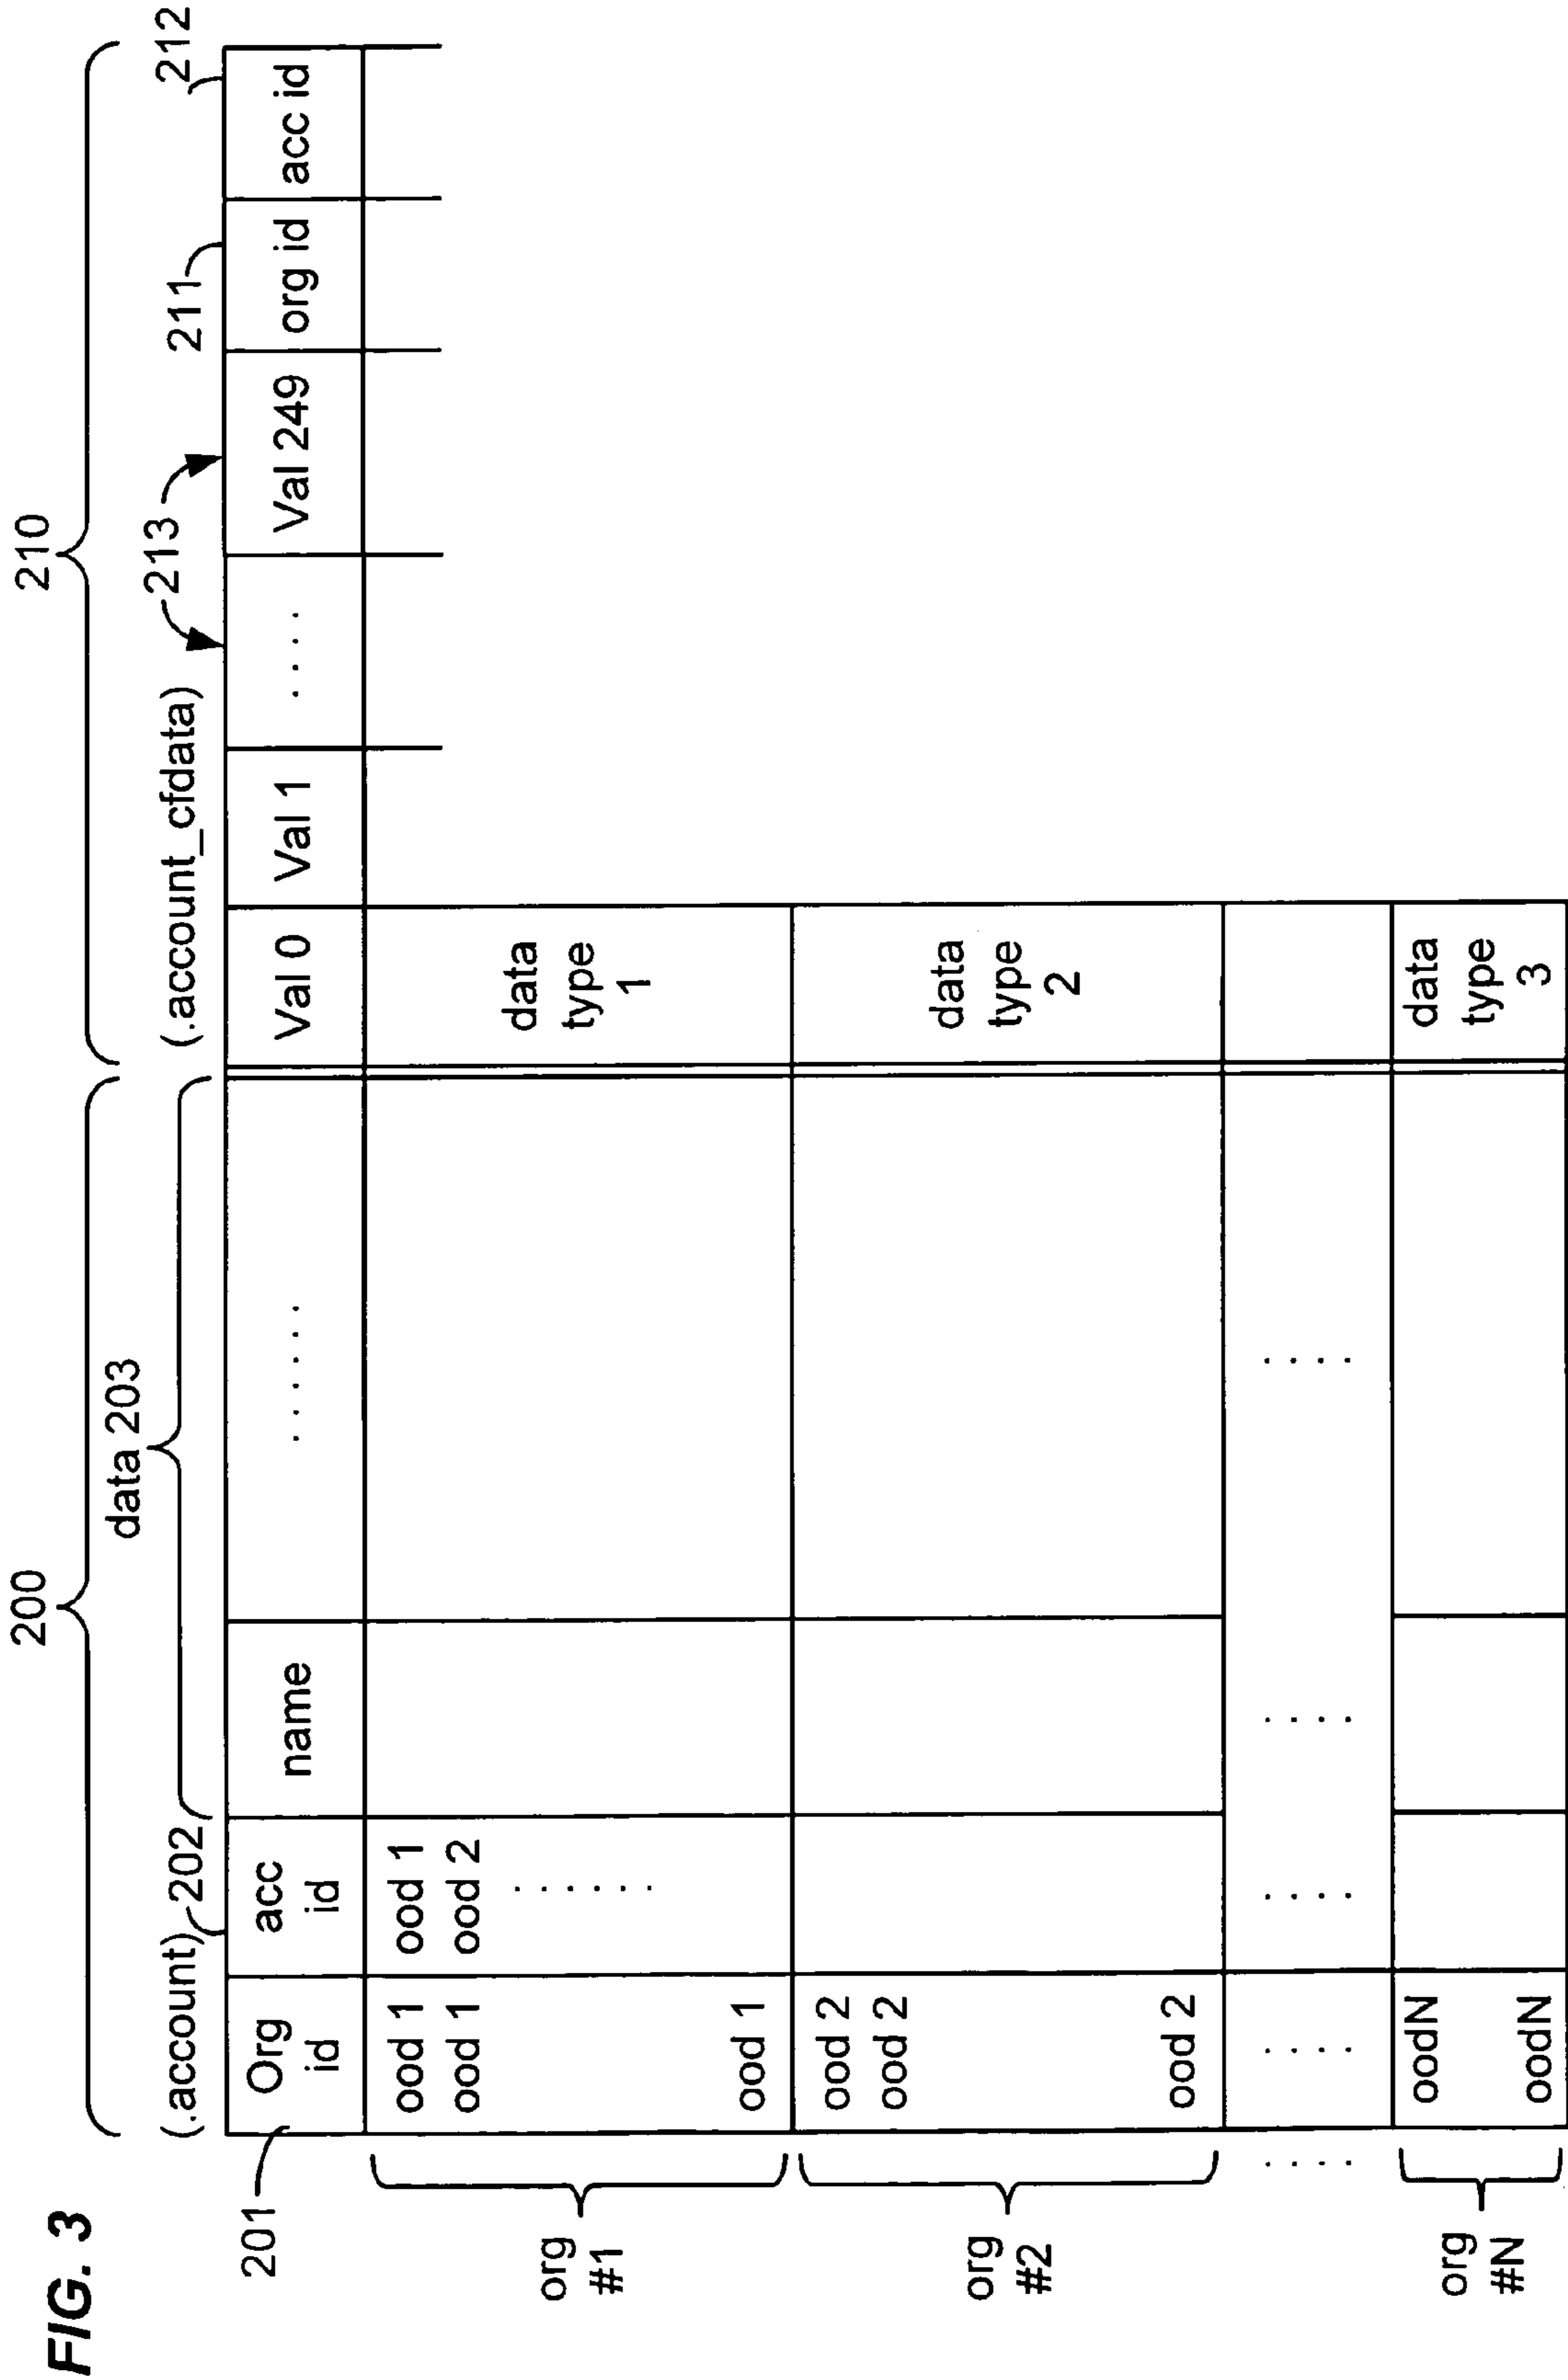 FIG. 3
200
210
data 203
(.account)
202
(.account_cfdata)
213
211
212
201
Org
id
acc
id
name
......
Val 0
Val 1
....
Val 249
org id
acc id
org
#1
ood 1
ood 1
ood 1
ood 1
ood 2
......
data
type
1
org
#2
ood 2
ood 2
ood 2
data
type
2
....
....
....
....
....
org
#N
oodN
oodN
data
type
3